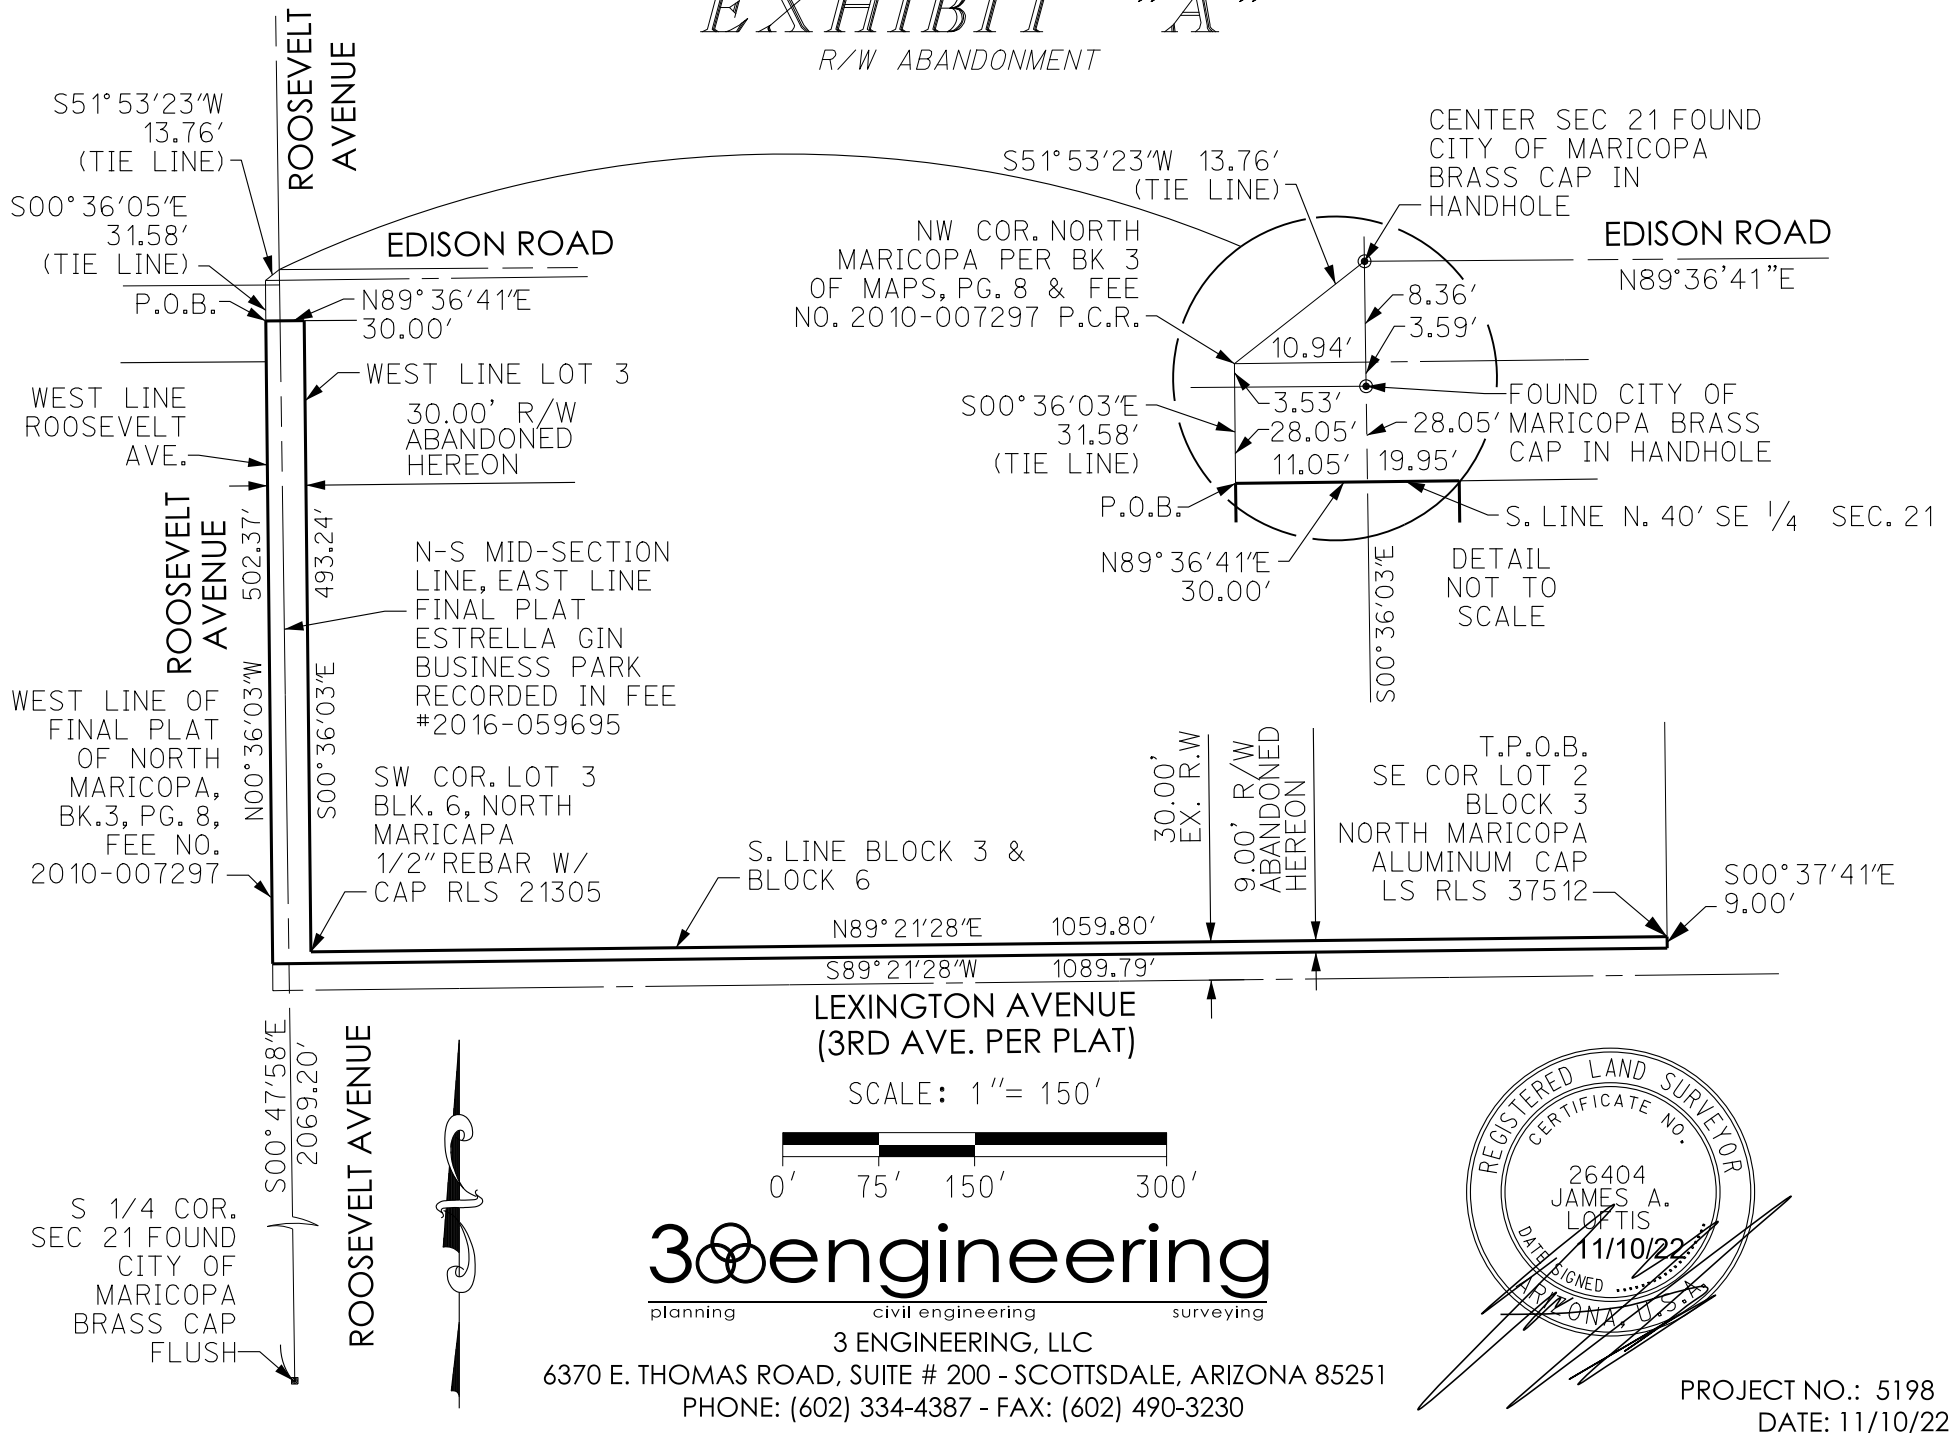 EXHIBIT "A"
R/W ABANDONMENT
ROOSEVELT
AVENUE
S51°53'23"W
13.76'
(TIE LINE)
S00°36'05"E
31.58'
(TIE LINE)
P.O.B.
EDISON ROAD
N89°36'41"E
30.00'
WEST LINE LOT 3
30.00' R/W
ABANDONED
HEREON
WEST LINE
ROOSEVELT
AVE.
ROOSEVELT
AVENUE
502.37'
493.24'
N00°36'03"W
S00°36'03"E
N-S MID-SECTION
LINE, EAST LINE
FINAL PLAT
ESTRELLA GIN
BUSINESS PARK
RECORDED IN FEE
#2016-059695
WEST LINE OF
FINAL PLAT
OF NORTH
MARICOPA,
BK.3, PG. 8,
FEE NO.
2010-007297
SW COR. LOT 3
BLK. 6, NORTH
MARICAPA
1/2" REBAR W/
CAP RLS 21305
S51°53'23"W 13.76'
(TIE LINE)
CENTER SEC 21 FOUND
CITY OF MARICOPA
BRASS CAP IN
HANDHOLE
NW COR. NORTH
MARICOPA PER BK 3
OF MAPS, PG. 8 & FEE
NO. 2010-007297 P.C.R.
EDISON ROAD
N89°36'41"E
8.36'
3.59'
10.94'
S00°36'03"E
31.58'
(TIE LINE)
3.53'
28.05'
28.05'
FOUND CITY OF
MARICOPA BRASS
CAP IN HANDHOLE
11.05' 19.95'
P.O.B.
S. LINE N. 40' SE 1/4 SEC. 21
N89°36'41"E
30.00'
S00°36'03"E
DETAIL
NOT TO
SCALE
S. LINE BLOCK 3 &
BLOCK 6
30.00'
EX. R.W
9.00' R/W
ABANDONED
HEREON
T.P.O.B.
SE COR LOT 2
BLOCK 3
NORTH MARICOPA
ALUMINUM CAP
LS RLS 37512
S00°37'41"E
9.00'
N89°21'28"E 1059.80'
S89°21'28"W 1089.79'
LEXINGTON AVENUE
(3RD AVE. PER PLAT)
S00°47'58"E
2069.20'
ROOSEVELT AVENUE
S 1/4 COR.
SEC 21 FOUND
CITY OF
MARICOPA
BRASS CAP
FLUSH
SCALE: 1"= 150'
0' 75' 150' 300'
3 engineering
planning civil engineering surveying
3 ENGINEERING, LLC
6370 E. THOMAS ROAD, SUITE # 200 - SCOTTSDALE, ARIZONA 85251
PHONE: (602) 334-4387 - FAX: (602) 490-3230
REGISTERED LAND SURVEYOR
CERTIFICATE NO.
26404
JAMES A.
LOFTIS
11/10/22
DATE SIGNED
ARIZONA, U.S.A.
PROJECT NO.: 5198
DATE: 11/10/22